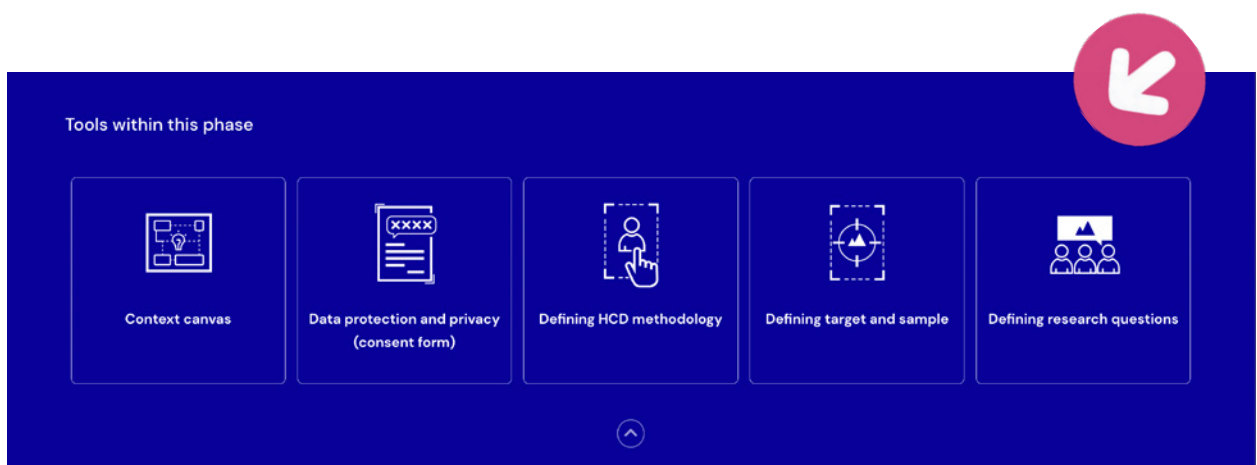 Tools within this phase
xxxx
Context canvas
Data protection and privacy
(consent form)
Defining HCD methodology
Defining target and sample
Defining research questions